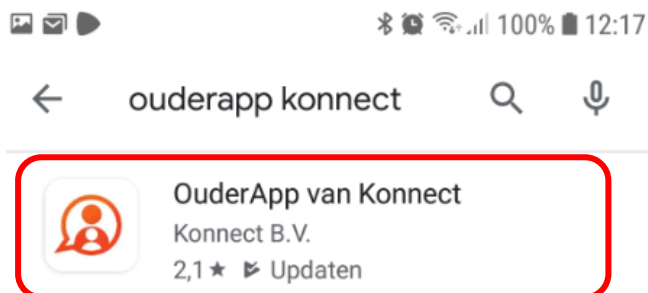 100% 12:17
ouderapp konnect
OuderApp van Konnect
Konnect B.V.
2,1 ★ Updaten